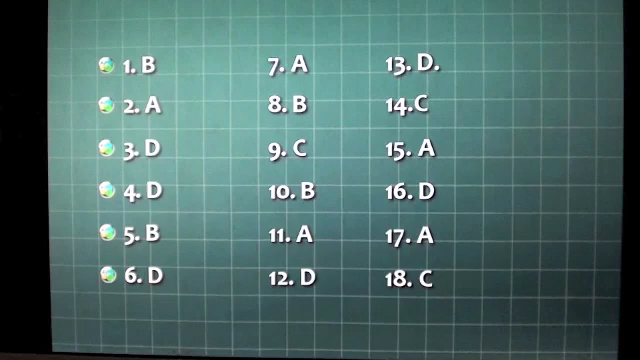 1. B
2. A
3. D
4. D
5. B
6. D
7. A
8. B
9. C
10. B
11. A
12. D
13. D.
14.C
15. A
16. D
17. A
18. C